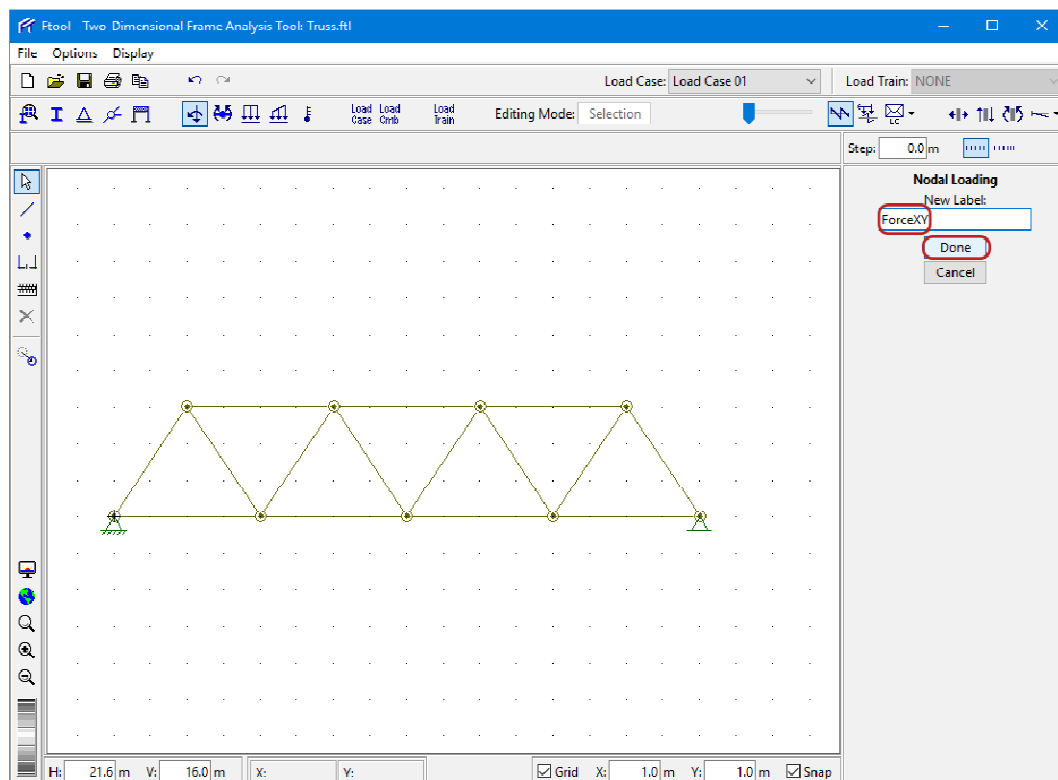 Ftool - Two-Dimensional Frame Analysis Tool: Truss.ftl
File Options Display
Load Case: Load Case 01 Load Train: NONE
Load Case Load Cmb Load Train Editing Mode: Selection LC
Step: 0.0 m
Nodal Loading
New Label:
ForceXY
Done
Cancel
H: 21.6 m V: 16.0 m X: Y: Grid X: 1.0 m Y: 1.0 m Snap